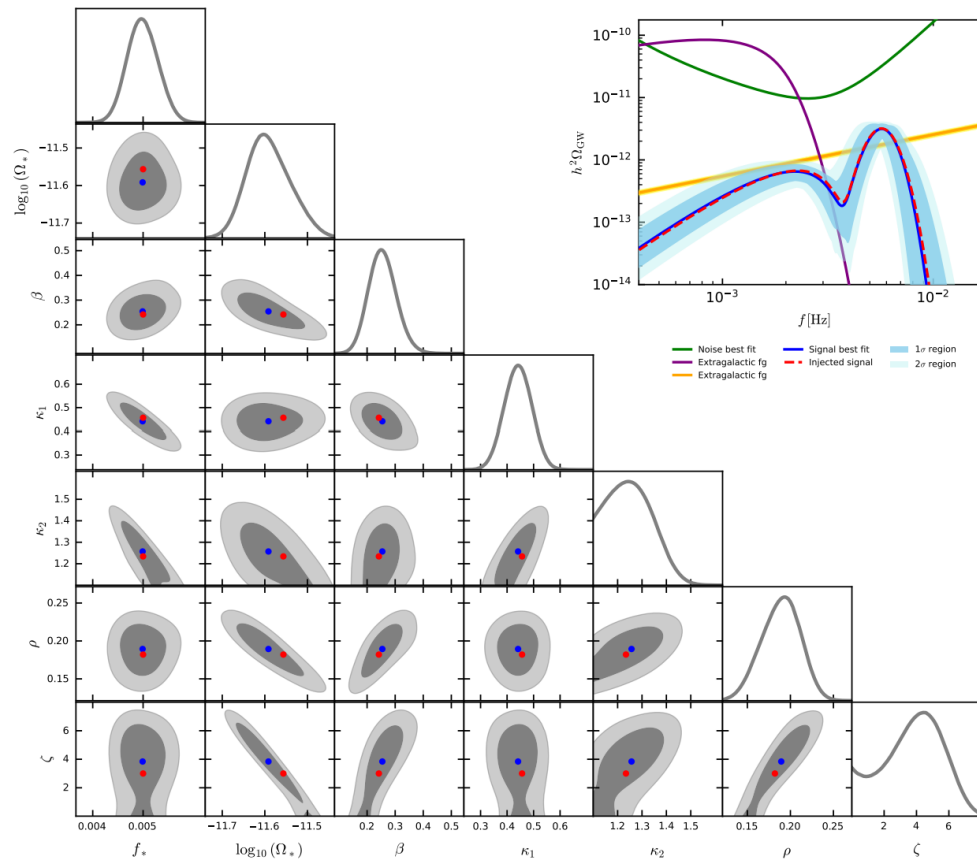 10⁻¹⁰
10⁻¹¹
10⁻¹²
10⁻¹³
10⁻¹⁴
h²Ω_GW
10⁻³
10⁻²
f[Hz]
Noise best fit
Extragalactic fg
Extragalactic fg
Signal best fit
Injected signal
1σ region
2σ region
log₁₀(Ω∗)
−11.5
−11.6
−11.7
β
0.5
0.4
0.3
0.2
κ₁
0.6
0.5
0.4
0.3
κ₂
1.5
1.4
1.3
1.2
ρ
0.25
0.20
0.15
ζ
6
4
2
0.004 0.005
−11.7 −11.6 −11.5
0.2 0.3 0.4 0.5
0.3 0.4 0.5 0.6
1.2 1.3 1.4 1.5
0.15 0.20 0.25
2 4 6
f∗ log₁₀(Ω∗) β κ₁ κ₂ ρ ζ